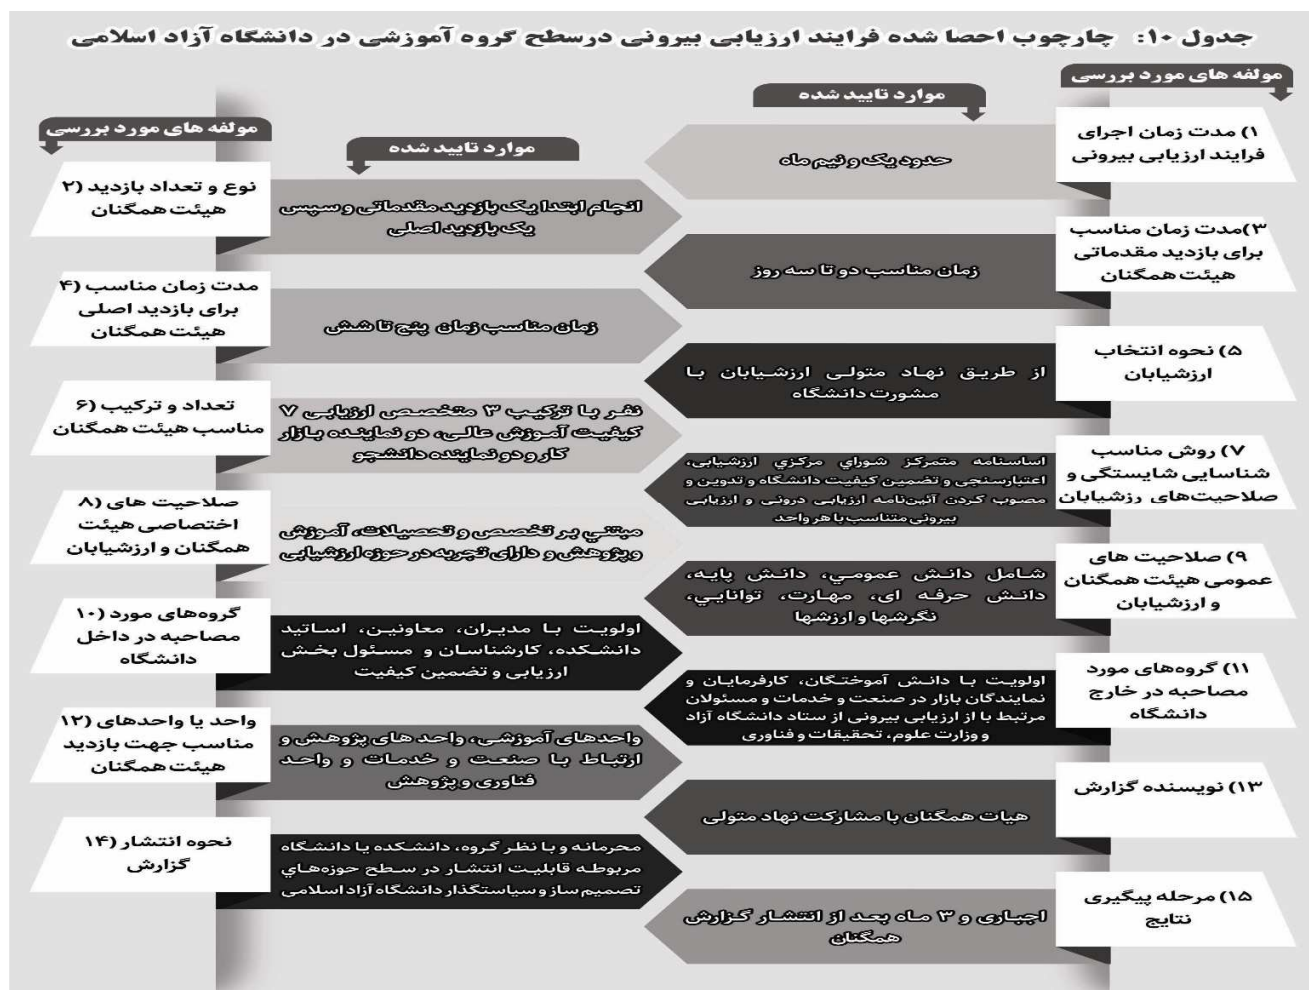 جدول ۱۰: چارچوب احصا شده فرایند ارزیابی بیرونی درسطح گروه آموزشی در دانشگاه آزاد اسلامی
مولفه های مورد بررسی
موارد تایید شده
مولفه های مورد بررسی
موارد تایید شده
۱) مدت زمان اجرای
فرایند ارزیابی بیرونی
حدود یک و نیم ماه
نوع و تعداد بازدید (۲
هیئت همگنان
انجام ابتدا یک بازدید مقدماتی و سپس
یک بازدید اصلی
۳)مدت زمان مناسب
برای بازدید مقدماتی
هیئت همگنان
زمان مناسب دو تا سه روز
مدت زمان مناسب (۴
برای بازدید اصلی
هیئت همگنان
زمان مناسب زمان پنج تا شش
۵) نحوه انتخاب
ارزشیابان
از طریق نهاد متولی ارزشیابان با
مشورت دانشگاه
تعداد و ترکیب (۶
مناسب هیئت همگنان
نفر با ترکیب ۳ متخصص ارزیابی ۷
کیفیت آموزش عالی، دو نماینده بازار
کار و دو نماینده دانشجو
۷) روش مناسب
شناسایی شایستگی و
صلاحیت‌های رزشیابان
اساسنامه متمرکز شورای مرکزي ارزشیابی،
اعتبارسنجی و تضمین کیفیت دانشگاه و تدوین و
مصوب کردن آئین‌نامه ارزیابی درونی و ارزیابی
بیرونی متناسب با هر واحد
صلاحیت های (۸
اختصاصی هیئت
همگنان و ارزشیابان
مبتني بر تخصص و تحصیلات، آموزش
و پژوهش و دارای تجربه در حوزه ارزشیابی
۹) صلاحیت های
عمومی هیئت همگنان
و ارزشیابان
شامل دانش عمومي، دانش پایه،
دانش حرفه ای، مهارت، توانایي،
نگرشها و ارزشها
گروه‌های مورد (۱۰
مصاحبه در داخل
دانشگاه
اولویت با مدیران، معاونین، اساتید
دانشکده، کارشناسان و مسئول بخش
ارزیابی و تضمین کیفیت
۱۱) گروه‌های مورد
مصاحبه در خارج
دانشگاه
اولویت با دانش آموختگان، کارفرمایان و
نمایندگان بازار در صنعت و خدمات و مسئولان
مرتبط با از ارزیابی بیرونی از ستاد دانشگاه آزاد
و وزارت علوم، تحقیقات و فناوری
واحد یا واحدهای (۱۲
مناسب جهت بازدید
هیئت همگنان
واحدهای آموزشی، واحد های پژوهش و
ارتباط با صنعت و خدمات و واحد
فناوری و پژوهش
۱۳) نویسنده گزارش
هیات همگنان با مشارکت نهاد متولی
نحوه انتشار (۱۴
گزارش
محرمانه و با نظر گروه، دانشکده یا دانشگاه
مربوطه قابلیت انتشار در سطح حوزه‌هاي
تصمیم ساز و سیاستگذار دانشگاه آزاد اسلامی
۱۵) مرحله پیگیری
نتایج
اجباری و ۳ ماه بعد از انتشار گزارش
همگنان